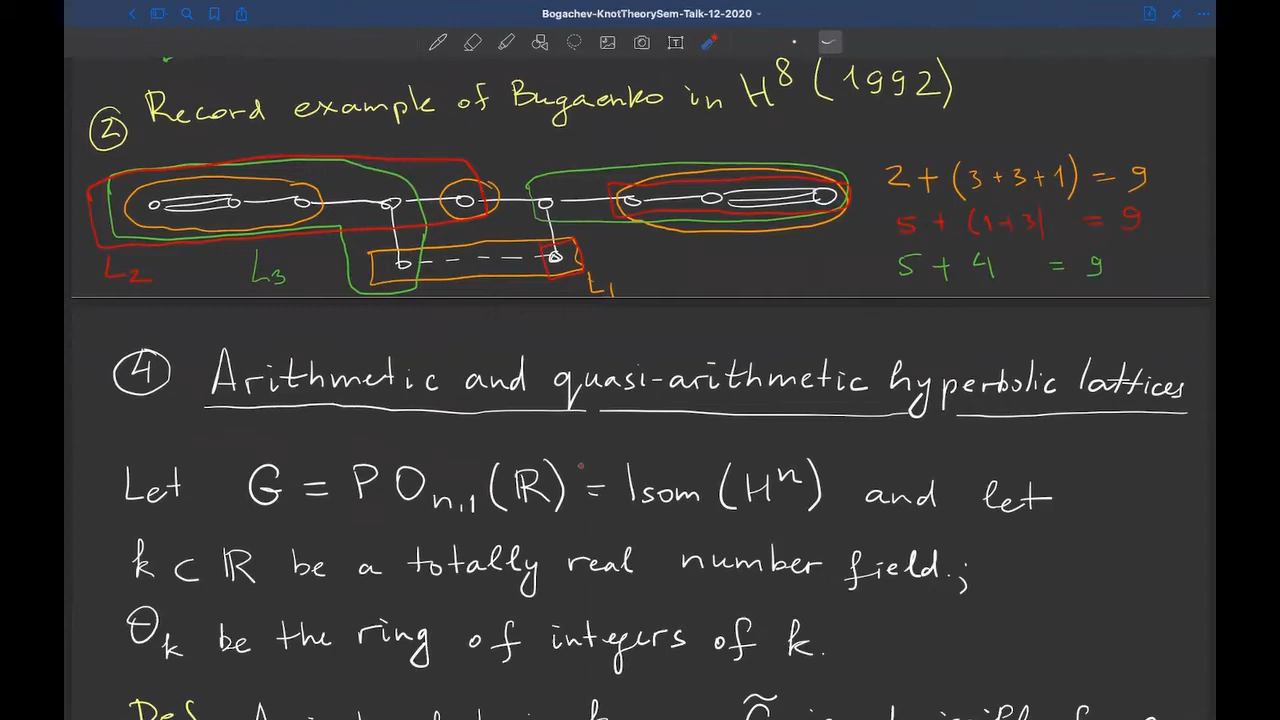 Bogachev-KnotTheorySem-Talk-12-2020
② Record example of Bugaenko in H⁸ (1992)
2 + (3+3+1) = 9
5 + (1+3) = 9
5 + 4 = 9
L₂ L₃ L₁
④ Arithmetic and quasi-arithmetic hyperbolic lattices
Let G = PO_{n,1}(ℝ) = Isom(Hⁿ) and let
k ⊂ ℝ be a totally real number field.;
O_k be the ring of integers of k.
Def